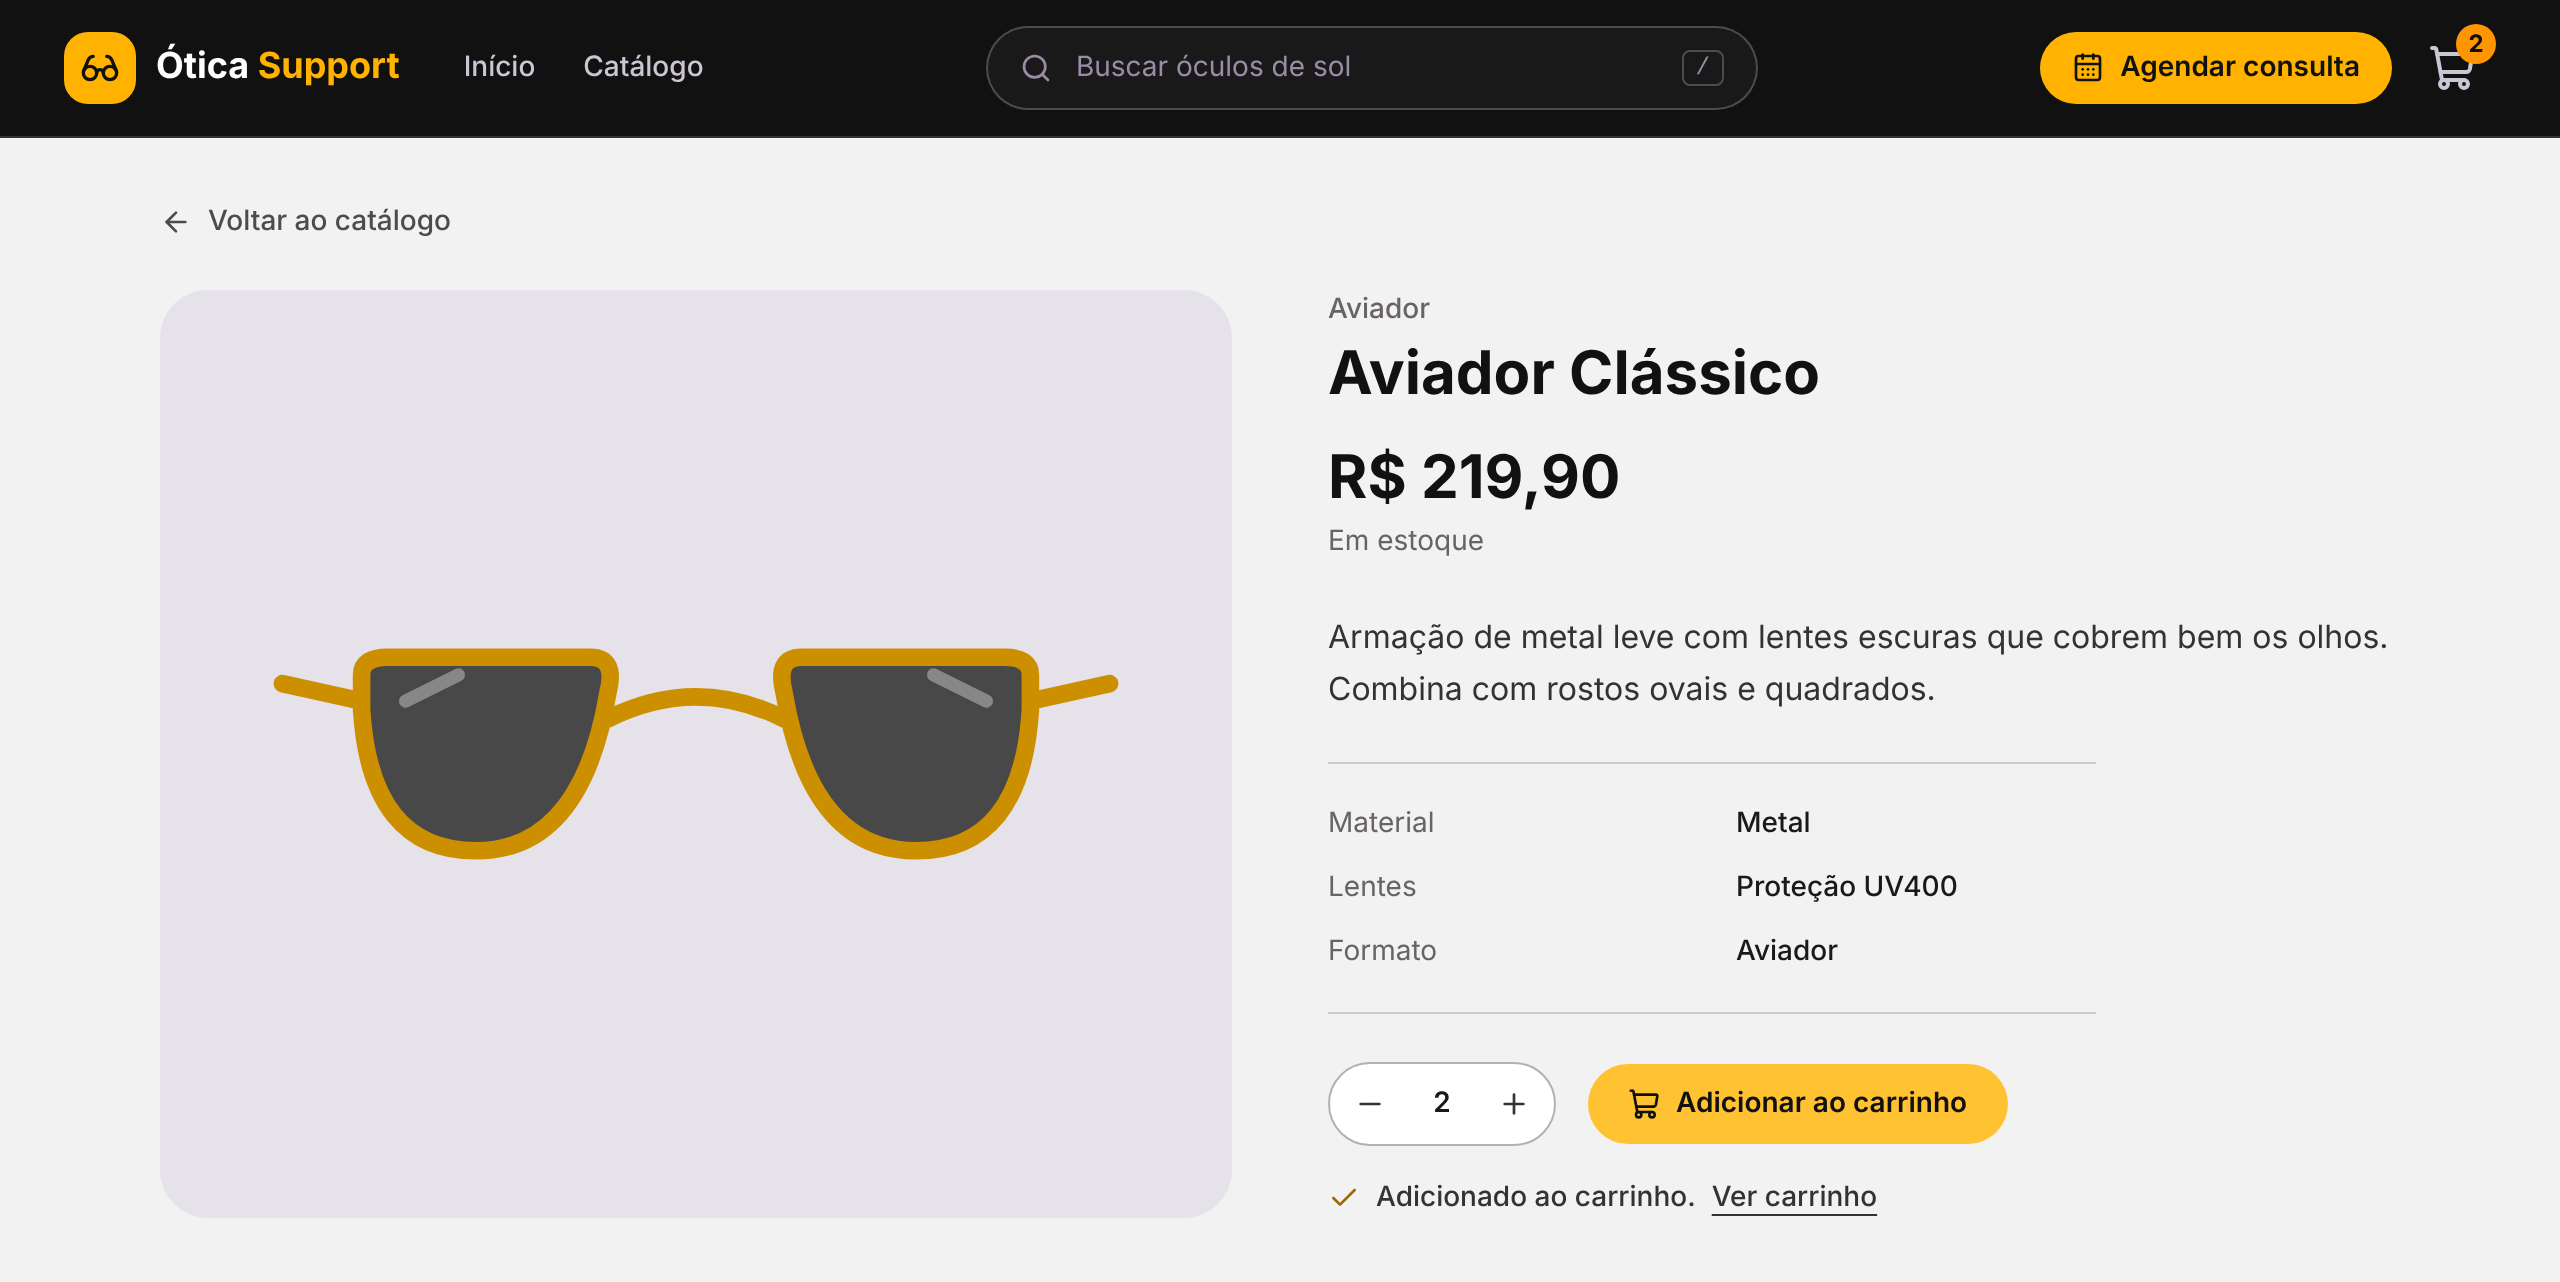 Ótica Support
Início
Catálogo
Buscar óculos de sol
/
Agendar consulta
2
Voltar ao catálogo
Aviador
Aviador Clássico
R$ 219,90
Em estoque
Armação de metal leve com lentes escuras que cobrem bem os olhos.
Combina com rostos ovais e quadrados.
Material Metal
Lentes Proteção UV400
Formato Aviador
− 2 +
Adicionar ao carrinho
Adicionado ao carrinho. Ver carrinho